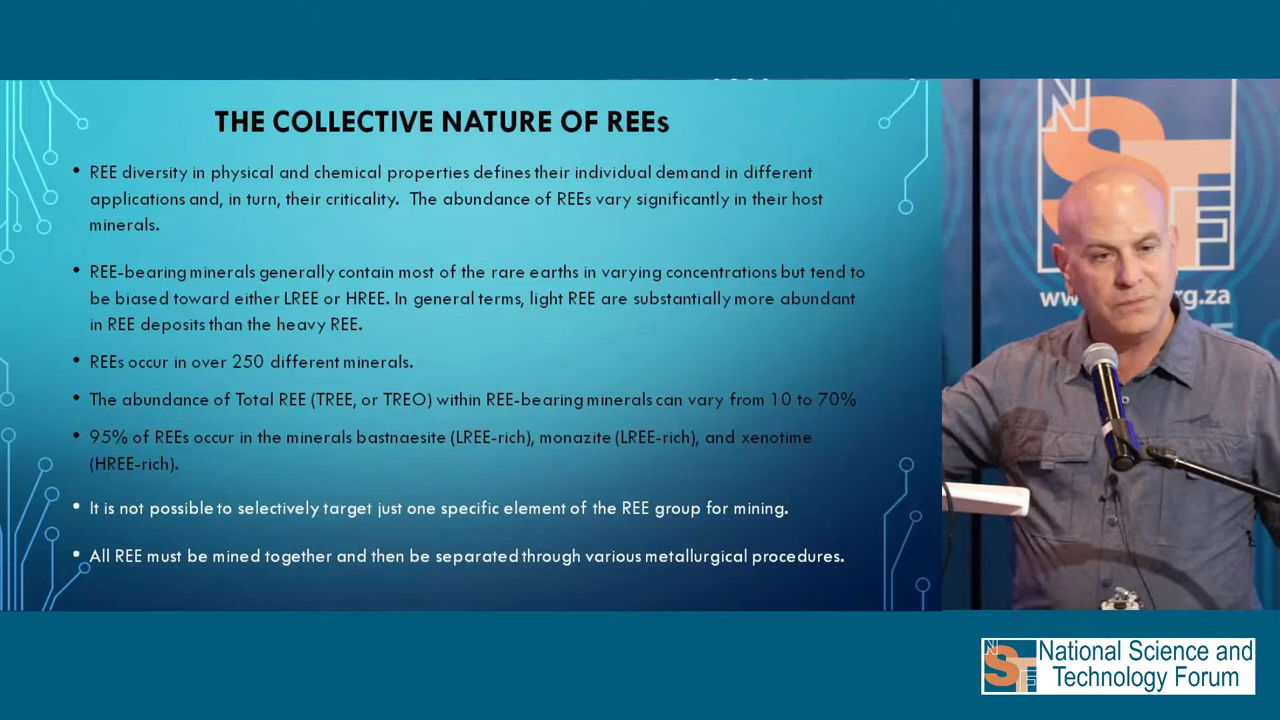 THE COLLECTIVE NATURE OF REEs
• REE diversity in physical and chemical properties defines their individual demand in different
applications and, in turn, their criticality. The abundance of REEs vary significantly in their host
minerals.
• REE-bearing minerals generally contain most of the rare earths in varying concentrations but tend to
be biased toward either LREE or HREE. In general terms, light REE are substantially more abundant
in REE deposits than the heavy REE.
• REEs occur in over 250 different minerals.
• The abundance of Total REE (TREE, or TREO) within REE-bearing minerals can vary from 10 to 70%
• 95% of REEs occur in the minerals bastnaesite (LREE-rich), monazite (LREE-rich), and xenotime
(HREE-rich).
• It is not possible to selectively target just one specific element of the REE group for mining.
• All REE must be mined together and then be separated through various metallurgical procedures.
NSTF
NSTF
National Science and
Technology Forum